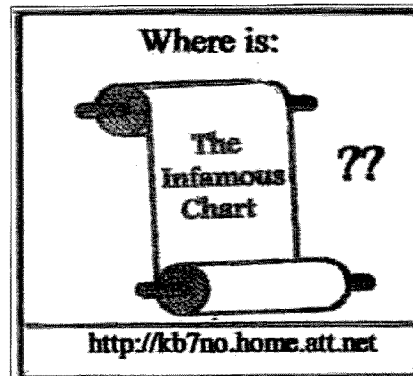 Where is:
The
Infamous
Chart
??
http://kb7no.home.att.net